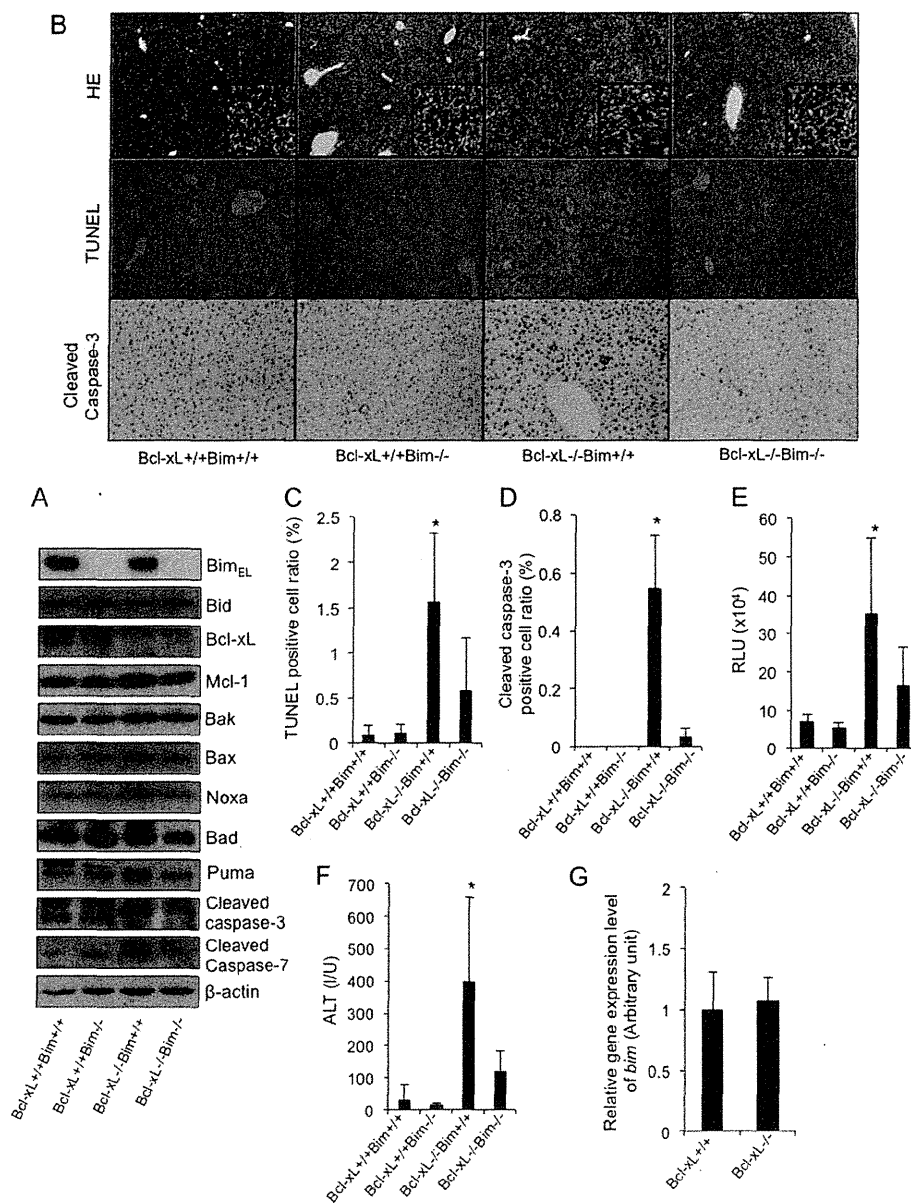 B
HE
TUNEL
Cleaved
Caspase-3
Bcl-xL+/+Bim+/+
Bcl-xL+/+Bim-/-
Bcl-xL-/-Bim+/+
Bcl-xL-/-Bim-/-
A
BimEL
Bid
Bcl-xL
Mcl-1
Bak
Bax
Noxa
Bad
Puma
Cleaved
caspase-3
Cleaved
Caspase-7
β-actin
Bcl-xL+/+Bim+/+
Bcl-xL+/+Bim-/-
Bcl-xL-/-Bim+/+
Bcl-xL-/-Bim-/-
C
TUNEL positive cell ratio (%)
2.5
2
1.5
1
0.5
0
*
Bcl-xL+/+Bim+/+
Bcl-xL+/+Bim-/-
Bcl-xL-/-Bim+/+
Bcl-xL-/-Bim-/-
D
Cleaved caspase-3
positive cell ratio (%)
0.8
0.6
0.4
0.2
0
*
Bcl-xL+/+Bim+/+
Bcl-xL+/+Bim-/-
Bcl-xL-/-Bim+/+
Bcl-xL-/-Bim-/-
E
RLU (x10⁴)
60
50
40
30
20
10
0
*
Bcl-xL+/+Bim+/+
Bcl-xL+/+Bim-/-
Bcl-xL-/-Bim+/+
Bcl-xL-/-Bim-/-
F
ALT (I/U)
700
600
500
400
300
200
100
0
*
Bcl-xL+/+Bim+/+
Bcl-xL+/+Bim-/-
Bcl-xL-/-Bim+/+
Bcl-xL-/-Bim-/-
G
Relative gene expression level
of bim (Arbitrary unit)
2
1.5
1
0.5
0
Bcl-xL+/+
Bcl-xL-/-